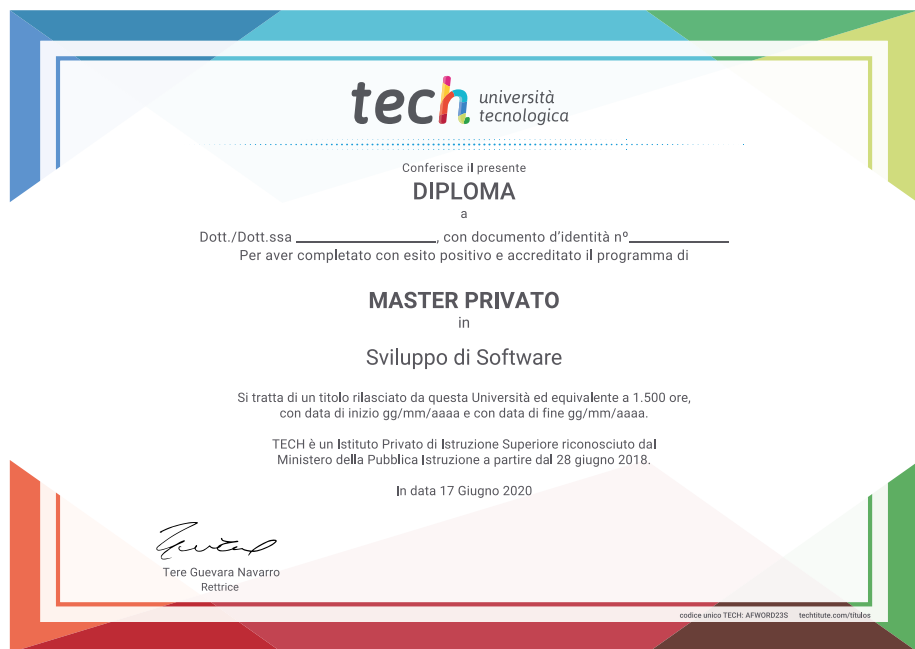 tech università
tecnologica
Conferisce il presente
DIPLOMA
a
Dott./Dott.ssa ________________, con documento d'identità nº____________
Per aver completato con esito positivo e accreditato il programma di
MASTER PRIVATO
in
Sviluppo di Software
Si tratta di un titolo rilasciato da questa Università ed equivalente a 1.500 ore,
con data di inizio gg/mm/aaaa e con data di fine gg/mm/aaaa.
TECH è un Istituto Privato di Istruzione Superiore riconosciuto dal
Ministero della Pubblica Istruzione a partire dal 28 giugno 2018.
In data 17 Giugno 2020
Tere Guevara Navarro
Rettrice
codice unico TECH: AFWORD23S techtitute.com/titulos